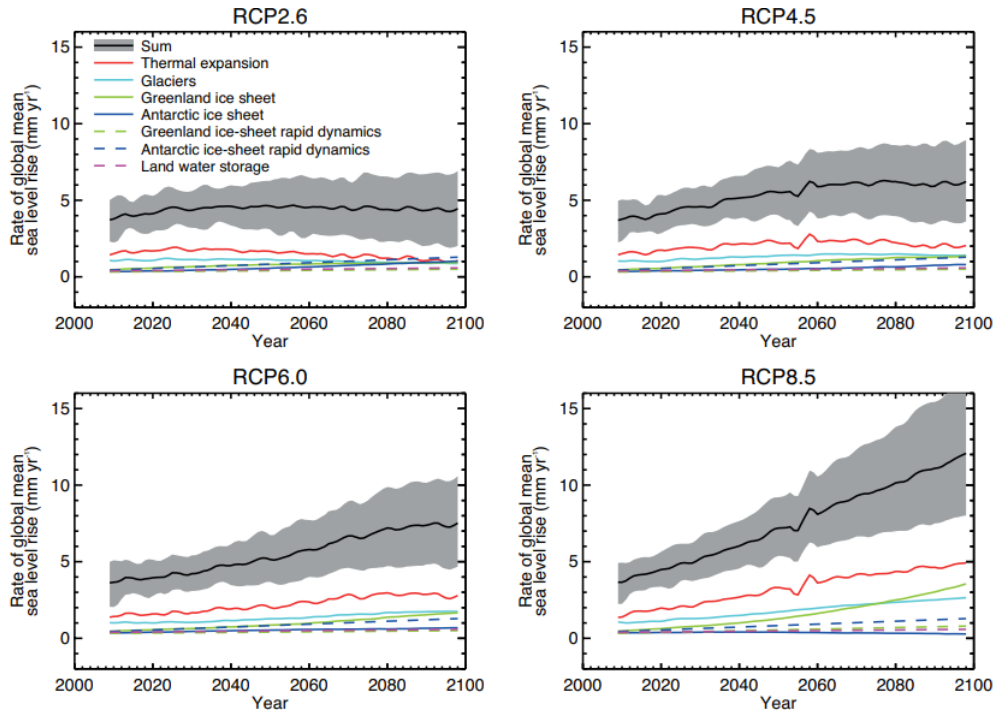 RCP2.6
15
10
5
0
Rate of global mean
sea level rise (mm yr⁻¹)
Sum
Thermal expansion
Glaciers
Greenland ice sheet
Antarctic ice sheet
Greenland ice-sheet rapid dynamics
Antarctic ice-sheet rapid dynamics
Land water storage
2000 2020 2040 2060 2080 2100
Year
RCP4.5
15
10
5
0
Rate of global mean
sea level rise (mm yr⁻¹)
2000 2020 2040 2060 2080 2100
Year
RCP6.0
15
10
5
0
Rate of global mean
sea level rise (mm yr⁻¹)
2000 2020 2040 2060 2080 2100
Year
RCP8.5
15
10
5
0
Rate of global mean
sea level rise (mm yr⁻¹)
2000 2020 2040 2060 2080 2100
Year